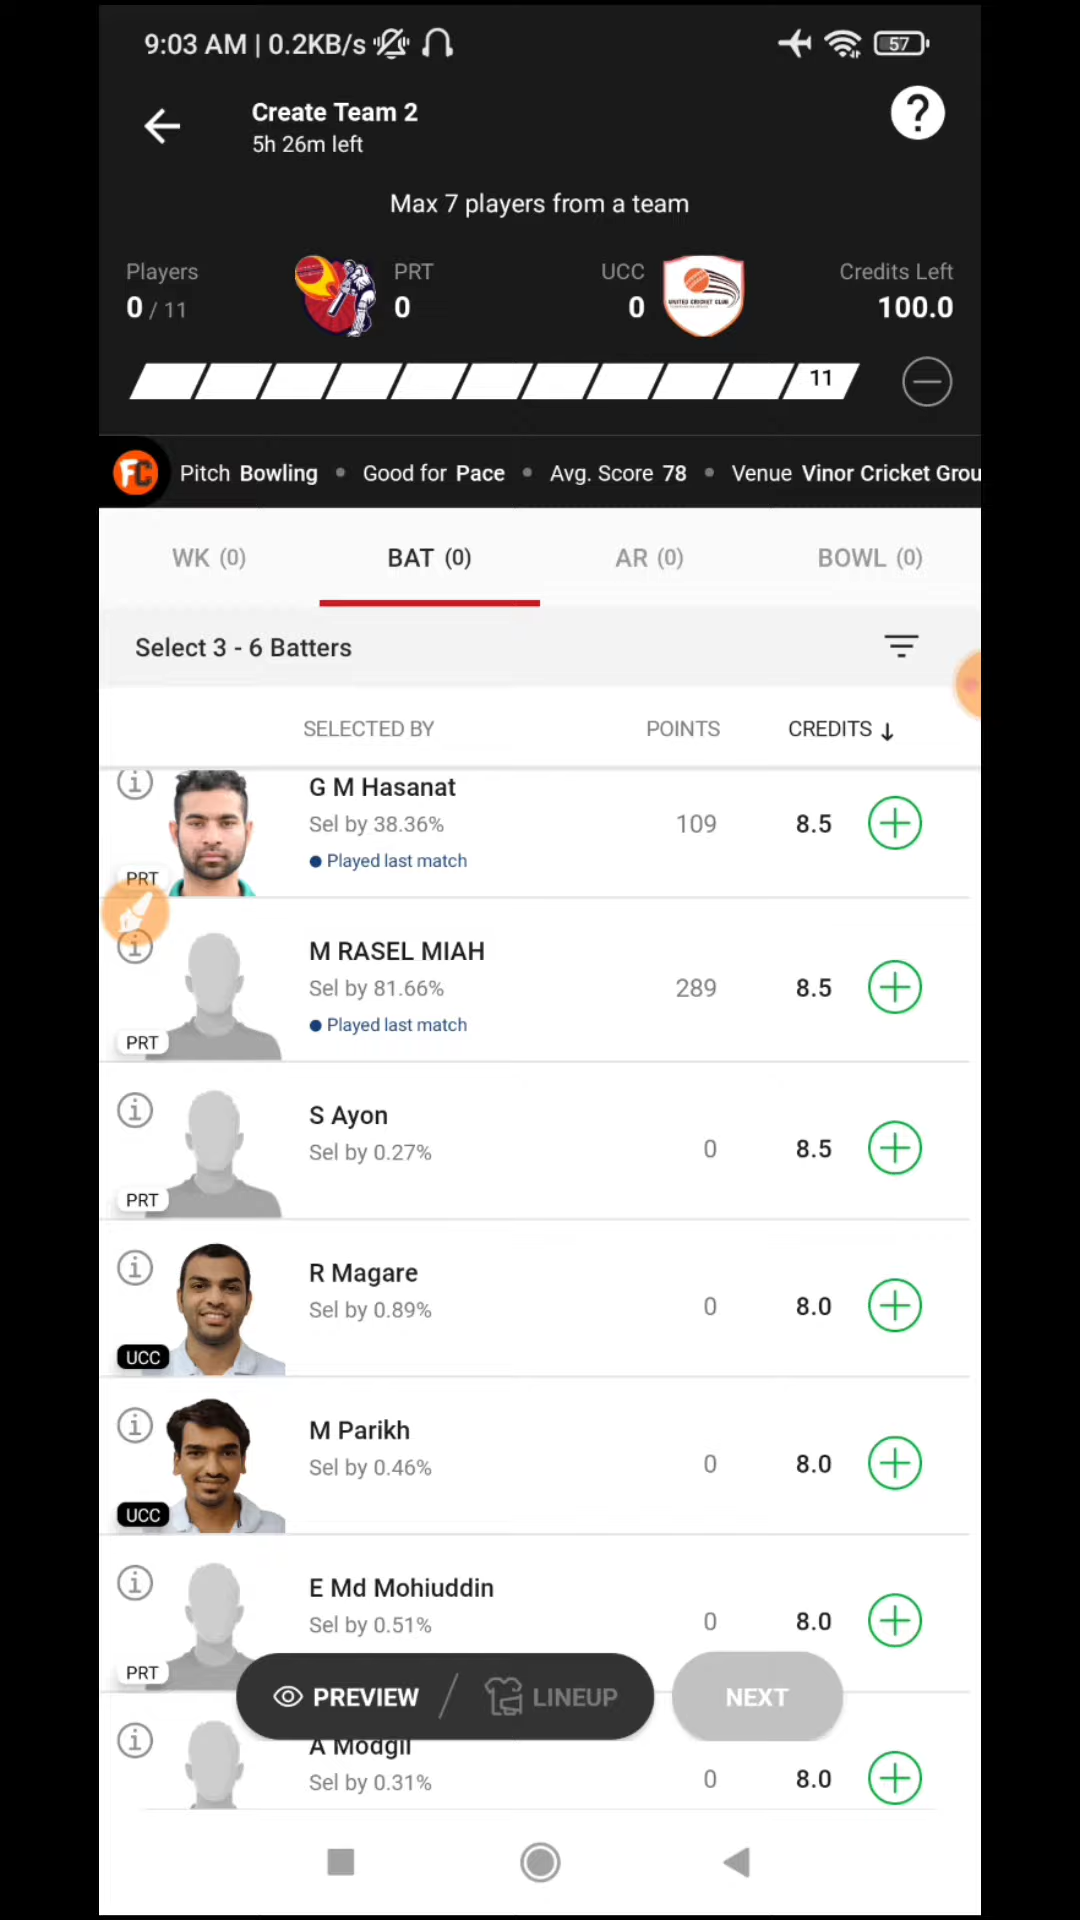 9:03 AM | 0.2KB/s
57
Create Team 2
5h 26m left
?
Max 7 players from a team
Players
0 / 11
PRT
0
UCC
0
UNITED CRICKET CLUB
Credits Left
100.0
11
FC Pitch Bowling • Good for Pace • Avg. Score 78 • Venue Vinor Cricket Grou
WK (0) BAT (0) AR (0) BOWL (0)
Select 3 - 6 Batters
SELECTED BY POINTS CREDITS ↓
G M Hasanat
Sel by 38.36% 109 8.5
Played last match
PRT
M RASEL MIAH
Sel by 81.66% 289 8.5
Played last match
PRT
S Ayon
Sel by 0.27% 0 8.5
PRT
R Magare
Sel by 0.89% 0 8.0
UCC
M Parikh
Sel by 0.46% 0 8.0
UCC
E Md Mohiuddin
Sel by 0.51% 0 8.0
PRT
PREVIEW / LINEUP NEXT
A Modgil
Sel by 0.31% 0 8.0